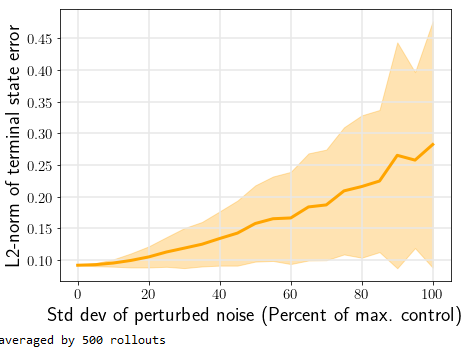 L2-norm of terminal state error
0.45
0.40
0.35
0.30
0.25
0.20
0.15
0.10
0 20 40 60 80 100
Std dev of perturbed noise (Percent of max. control)
averaged by 500 rollouts